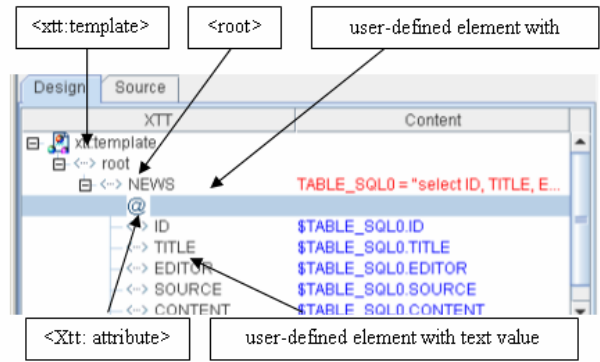 <xtt:template>
<root>
user-defined element with
Design Source
XTT Content
xtt:template
root
NEWS TABLE_SQL0 = "select ID, TITLE, E...
@
ID $TABLE_SQL0.ID
TITLE $TABLE_SQL0.TITLE
EDITOR $TABLE_SQL0.EDITOR
SOURCE $TABLE_SQL0.SOURCE
CONTENT $TABLE_SQL0.CONTENT
<Xtt: attribute>
user-defined element with text value